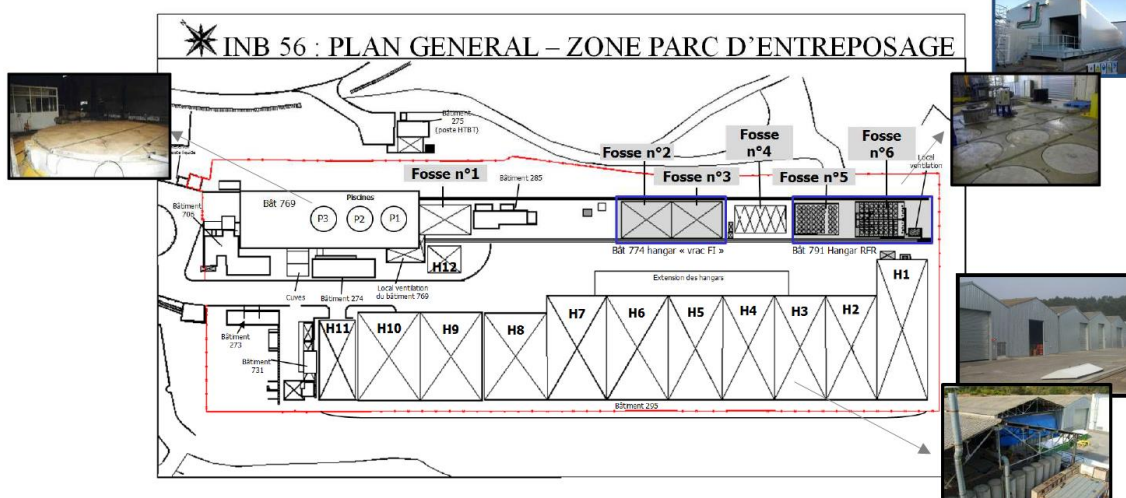 INB 56 : PLAN GENERAL – ZONE PARC D'ENTREPOSAGE
Bâtiment
275
(poste HTBT)
Fosse n°1
Bâtiment 285
Fosse n°2
Fosse n°3
Fosse
n°4
Fosse n°5
Fosse
n°6
Local
ventilation
Bâtiment
706
Bât 769
Piscines
P3
P2
P1
H12
Bât 774 hangar « vrac FI »
Bât 791 Hangar RFR
Cuves
Bâtiment 274
Local ventilation
du bâtiment 769
Extension des hangars
Bâtiment
273
Bâtiment
731
H11
H10
H9
H8
H7
H6
H5
H4
H3
H2
H1
Bâtiment 295